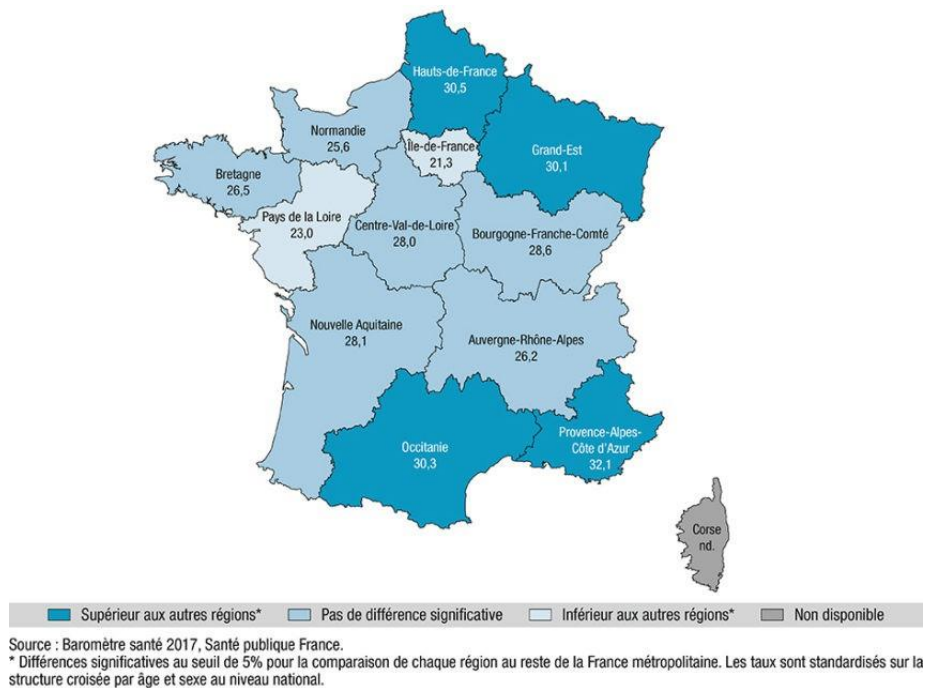 Hauts-de-France
30,5
Normandie
25,6
Île-de-France
21,3
Grand-Est
30,1
Bretagne
26,5
Pays de la Loire
23,0
Centre-Val-de-Loire
28,0
Bourgogne-Franche-Comté
28,6
Nouvelle Aquitaine
28,1
Auvergne-Rhône-Alpes
26,2
Occitanie
30,3
Provence-Alpes-
Côte d'Azur
32,1
Corse
nd.
Supérieur aux autres régions*
Pas de différence significative
Inférieur aux autres régions*
Non disponible
Source : Baromètre santé 2017, Santé publique France.
* Différences significatives au seuil de 5% pour la comparaison de chaque région au reste de la France métropolitaine. Les taux sont standardisés sur la
structure croisée par âge et sexe au niveau national.